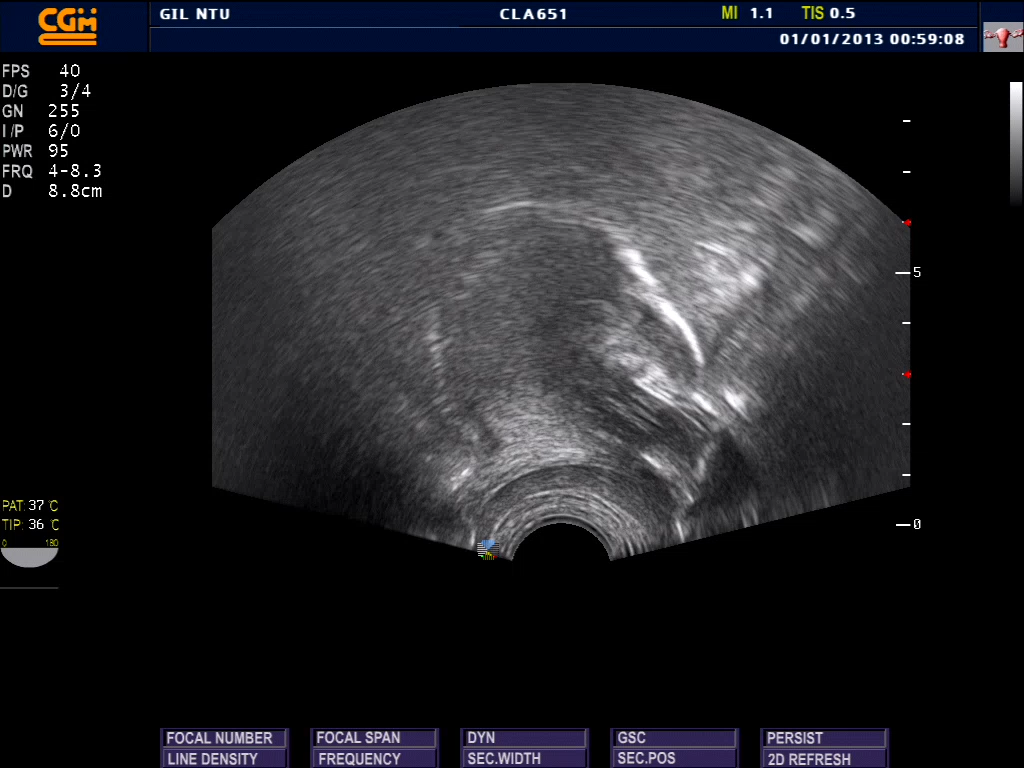 CGM
GIL NTU CLA651 MI 1.1 TIS 0.5
01/01/2013 00:59:08
FPS 40
D/G 3/4
GN 255
I/P 6/0
PWR 95
FRQ 4-8.3
D 8.8cm
5
PAT: 37 °C
TIP: 36 °C
0 180
0
FOCAL NUMBER FOCAL SPAN DYN GSC PERSIST
LINE DENSITY FREQUENCY SEC.WIDTH SEC.POS 2D REFRESH